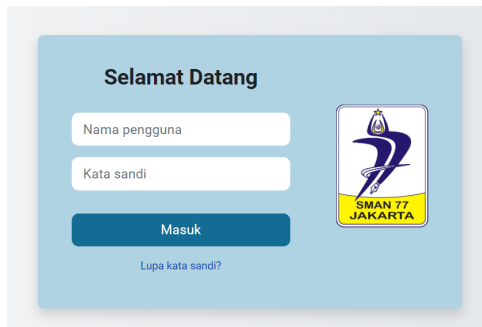 Selamat Datang
Nama pengguna
Kata sandi
Masuk
Lupa kata sandi?
SMAN 77
JAKARTA